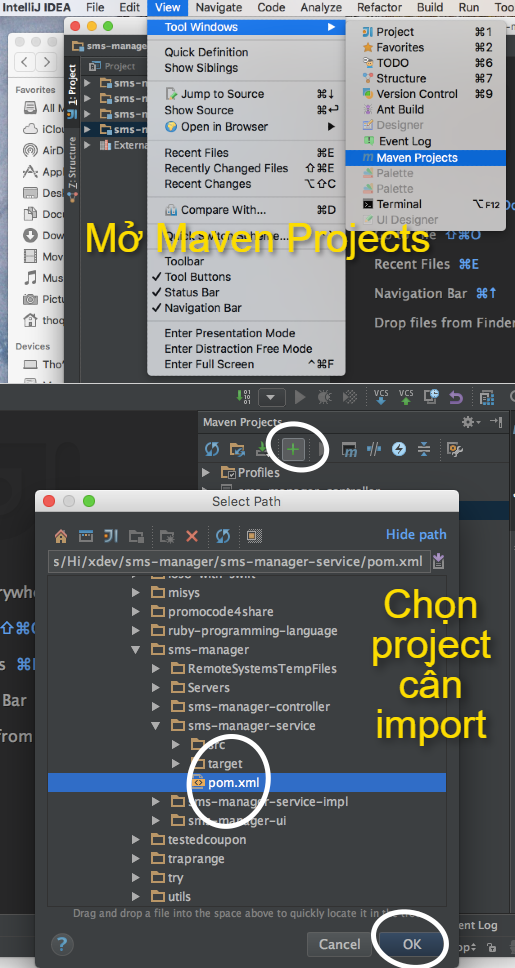 IntelliJ IDEA File Edit View Navigate Code Analyze Refactor Build Run
Tool Windows
Quick Definition
Show Siblings
Jump to Source ⌘↓
Show Source ⌘↩
Open in Browser
Recent Files ⌘E
Recently Changed Files ⇧⌘E
Recent Changes ⌥⇧C
Compare With... ⌘D
Toolbar
✓ Tool Buttons
✓ Status Bar
✓ Navigation Bar
Enter Presentation Mode
Enter Distraction Free Mode
Enter Full Screen ^⌘F
Project ⌘1
Favorites ⌘2
TODO ⌘6
Structure ⌘7
Version Control ⌘9
Ant Build
Designer
Event Log
Maven Projects
Palette
Palette
Terminal ⌥F12
UI Designer
Mở Maven Projects
sms-manager
1: Project
Z: Structure
Project
sms-m
sms-m
sms-m
sms-m
Externa
Favorites
All M
iClou
AirD
App
Desi
Doc
Dow
Mov
Mus
Pictu
thoq
Devices
Tho
⇧⌘O
Recent Files ⌘E
Navigation Bar ⌘↑
Drop files from Finder
Maven Projects
Profiles
Select Path
Hide path
s/Hi/xdev/sms-manager/sms-manager-service/pom.xml
misys
promocode4share
ruby-programming-language
sms-manager
RemoteSystemsTempFiles
Servers
sms-manager-controller
sms-manager-service
src
target
pom.xml
sms-manager-service-impl
sms-manager-ui
testedcoupon
traprange
try
utils
Chọn
project
cần
import
Drag and drop a file into the space above to quickly locate it in the tree
? Cancel OK
ywhe
⇧⌘O
Bar
from
ent Log